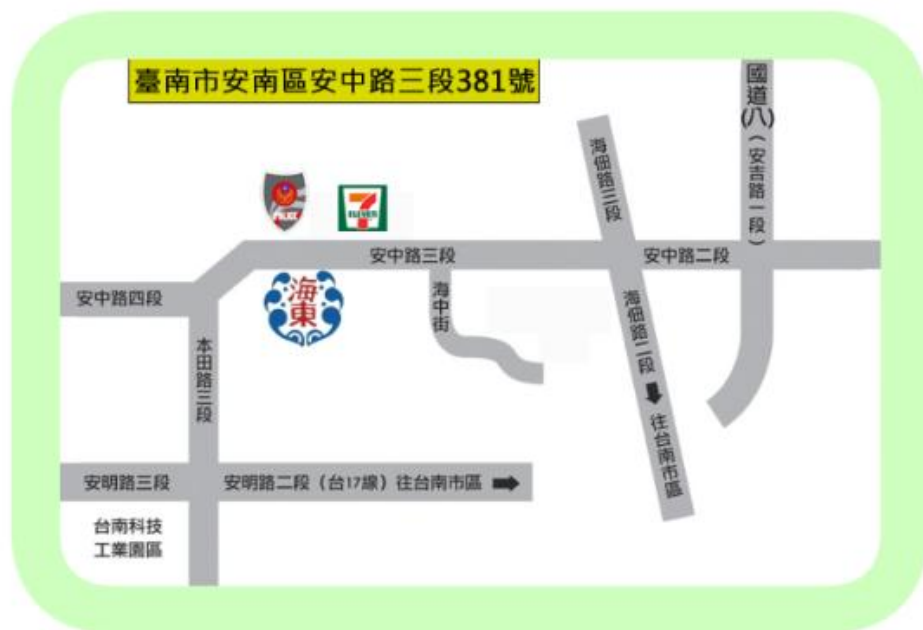 臺南市安南區安中路三段381號
國道(八)(安吉路一段)
海佃路三段
POLICE
7
ELEVEN
安中路三段
安中路二段
安中路四段
海東
海中街
海佃路二段
往台南市區
本田路三段
安明路三段
安明路二段(台17線)往台南市區
台南科技
工業園區